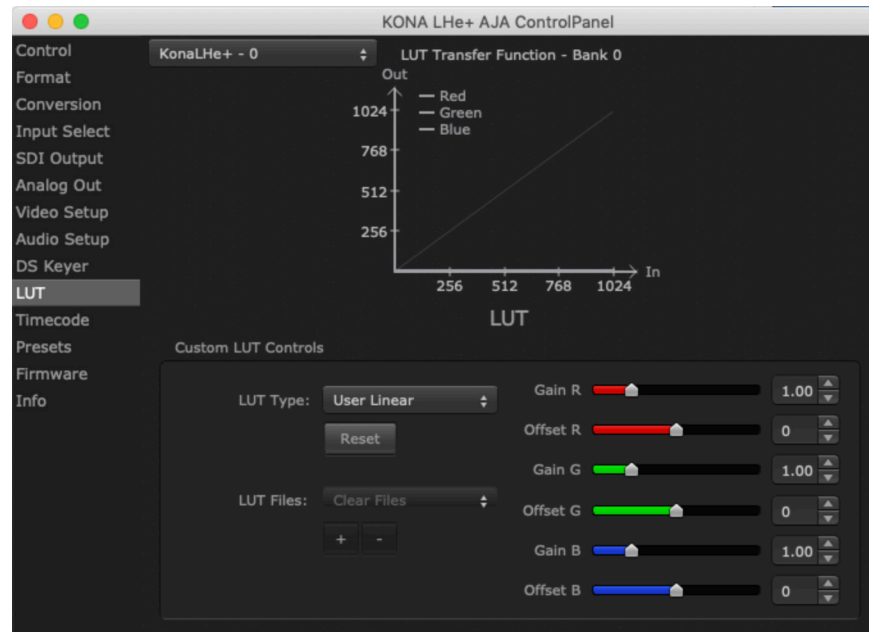 KONA LHe+ AJA ControlPanel
Control
Format
Conversion
Input Select
SDI Output
Analog Out
Video Setup
Audio Setup
DS Keyer
LUT
Timecode
Presets
Firmware
Info
KonaLHe+ - 0
LUT Transfer Function - Bank 0
Out
Red
Green
Blue
1024
768
512
256
256 512 768 1024
In
LUT
Custom LUT Controls
LUT Type: User Linear
Reset
LUT Files: Clear Files
+ -
Gain R 1.00
Offset R 0
Gain G 1.00
Offset G 0
Gain B 1.00
Offset B 0